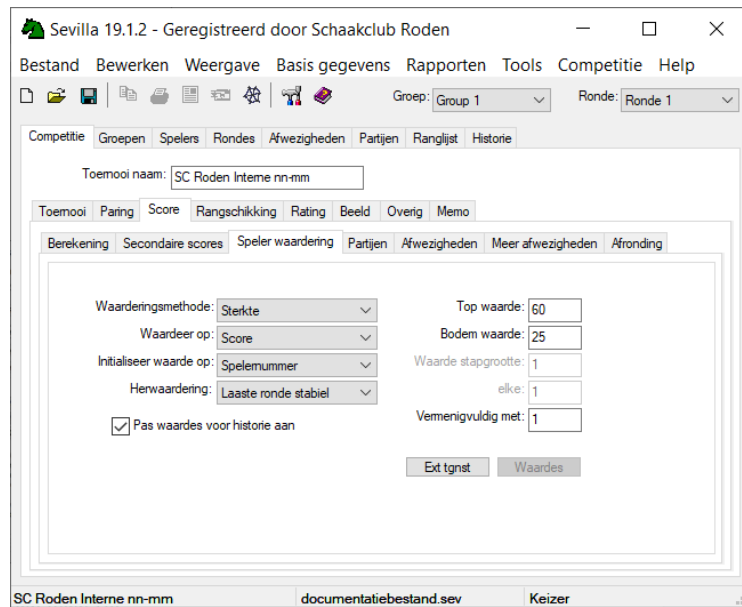 Sevilla 19.1.2 - Geregistreerd door Schaakclub Roden
Bestand Bewerken Weergave Basis gegevens Rapporten Tools Competitie Help
Groep: Group 1 Ronde: Ronde 1
Competitie Groepen Spelers Rondes Afwezigheden Partijen Ranglijst Historie
Toernooi naam: SC Roden Interne nn-mm
Toernooi Paring Score Rangschikking Rating Beeld Overig Memo
Berekening Secondaire scores Speler waardering Partijen Afwezigheden Meer afwezigheden Afronding
Waarderingsmethode: Sterkte Top waarde: 60
Waardeer op: Score Bodem waarde: 25
Initialiseer waarde op: Spelernummer Waarde stapgrootte: 1
Herwaardering: Laaste ronde stabiel elke: 1
Pas waardes voor historie aan Vermenigvuldig met: 1
Ext tgnst Waardes
SC Roden Interne nn-mm documentatiebestand.sev Keizer